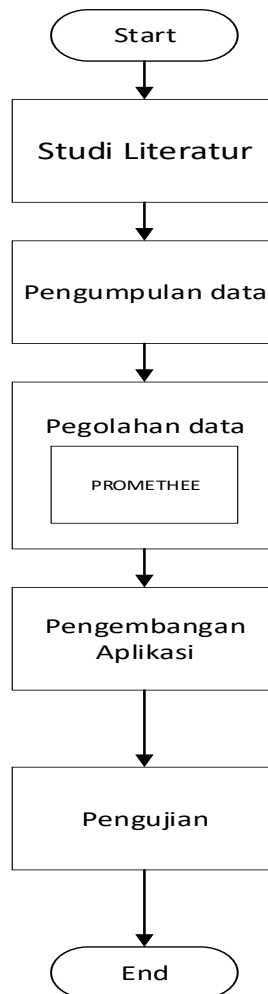 Start
Studi Literatur
Pengumpulan data
Pegolahan data
PROMETHEE
Pengembangan
Aplikasi
Pengujian
End